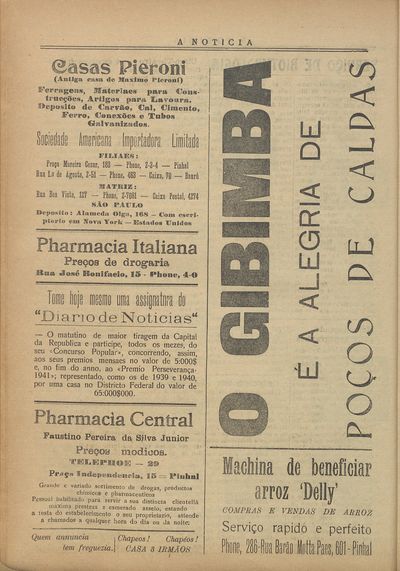 A NOTICIA
Casas Pieroni
(Antiga casa de Maximo Pieroni)
Ferragens, Materiaes para Cons-
trucções, Artigos para Lavoura.
Deposito de Carvão, Cal, Cimento,
Ferro, Conexões e Tubos
Galvanizados.
Sociedade Americana Importadora Limitada
FILIAES:
Praça Moreira Cesar, 183 — Phone, 2-3-4 — Pinhal
Rua 1.o de Agosto, 2-51 — Phone, 483 — Caixa, 70 — Baurú
MATRIZ:
Rua Boa Vista, 127 — Phone, 2-7681 — Caixa Postal, 4274
SÃO PAULO
Deposito: Alameda Olga, 168 — Com escri-
ptorio em Nova York — Estados Unidos
Pharmacia Italiana
Preços de drogaria
Rua José Bonifacio, 15 - Phone, 4-0
Tome hoje mesmo uma assignatura do
"Diario de Noticias"
— O matutino de maior tiragem da Capital
da Republica e participe, todos os mezes, do
seu «Concurso Popular», concorrendo, assim,
aos seus premios mensaes no valor de 5:000$
e, no fim do anno, ao «Premio Perseverança-
1941»; representado, como os de 1939 e 1940,
por uma casa no Districto Federal do valor de
65:000$000.
Pharmacia Central
Faustino Pereira da Silva Junior
Preços modicos.
TELEPHOE - 29
Praça Independencia, 15 = Pinhal
Grande e variado sortimento de drogas, productos
chimicos e pharmaceuticos
Pessoal habilitado para servir a sua distincta clientella
maxima presteza e esmerado asseio, estando
a testa do estabelecimento o seu proprietario, attende
a chamados a qualquer hora do dia ou da noite.
Quem annuncia
tem freguezia.
Chapeos! Chapéos!
CASA 3 IRMÃOS
O GIBIMBA
É A ALEGRIA DE
POÇOS DE CALDAS
Machina de beneficiar
arroz 'Delly'
COMPRAS E VENDAS DE ARROZ
Serviço rapido e perfeito
Phone, 286-Rua Barão Motta Paes, 601 - Pinhal